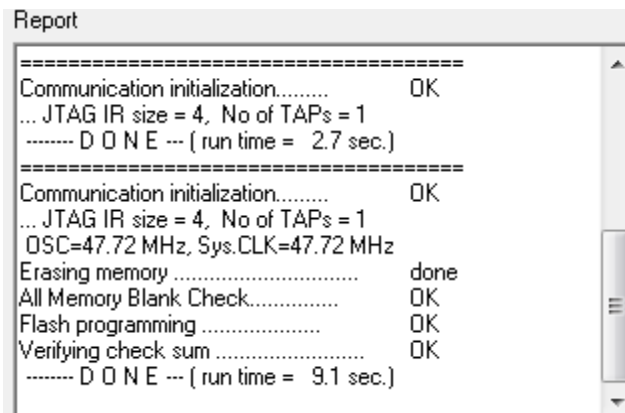 Report
======================================
Communication initialization......... OK
... JTAG IR size = 4, No of TAPs = 1
-------- D O N E --- ( run time = 2.7 sec.)
======================================
Communication initialization......... OK
... JTAG IR size = 4, No of TAPs = 1
OSC=47.72 MHz, Sys.CLK=47.72 MHz
Erasing memory ............................... done
All Memory Blank Check............... OK
Flash programming .................... OK
Verifying check sum ......................... OK
-------- D O N E --- ( run time = 9.1 sec.)